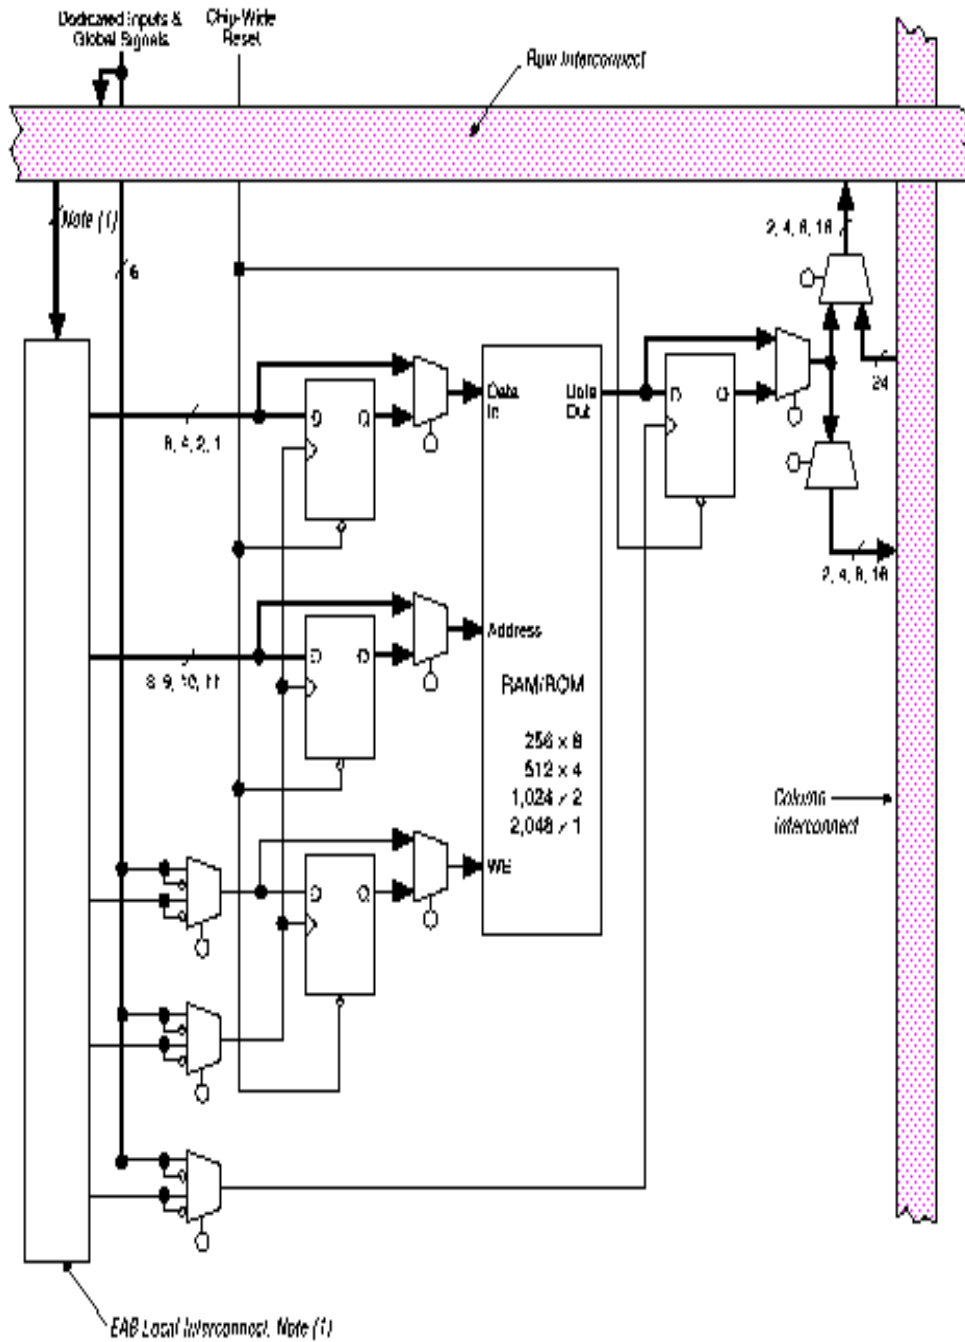 Dedicated Inputs &
Global Signals
Chip-Wide
Reset
Row Interconnect
Note (1)
6
2, 4, 8, 16
24
8, 4, 2, 1
D
Q
Data
In
Data
Out
D
Q
2, 4, 8, 16
8, 9, 10, 11
D
Q
Address
RAM/ROM
256 × 8
512 × 4
1,024 × 2
2,048 × 1
Column
Interconnect
D
Q
WE
EAB Local Interconnect, Note (1)